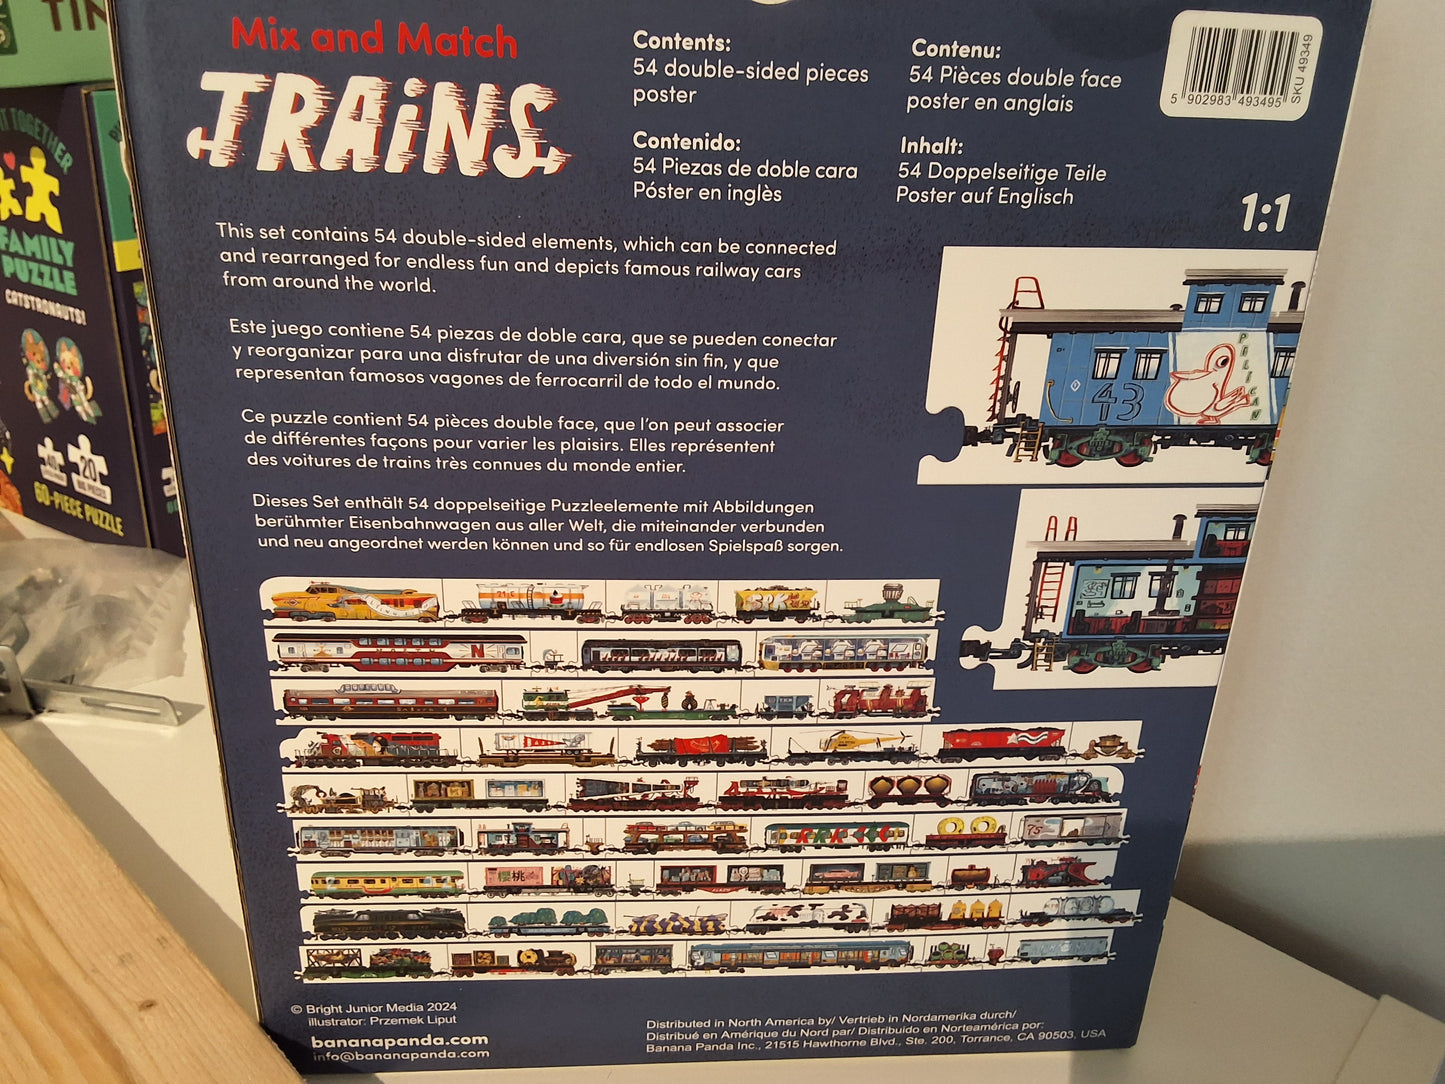 Mix and Match
TRAiNS
Contents:
54 double-sided pieces
poster
Contenu:
54 Pièces double face
poster en anglais
Contenido:
54 Piezas de doble cara
Póster en inglès
Inhalt:
54 Doppelseitige Teile
Poster auf Englisch
5 902983 493495
SKU 49349
1:1
This set contains 54 double-sided elements, which can be connected
and rearranged for endless fun and depicts famous railway cars
from around the world.
Este juego contiene 54 piezas de doble cara, que se pueden conectar
y reorganizar para una disfrutar de una diversión sin fin, y que
representan famosos vagones de ferrocarril de todo el mundo.
Ce puzzle contient 54 pièces double face, que l'on peut associer
de différentes façons pour varier les plaisirs. Elles représentent
des voitures de trains très connues du monde entier.
Dieses Set enthält 54 doppelseitige Puzzleelemente mit Abbildungen
berühmter Eisenbahnwagen aus aller Welt, die miteinander verbunden
und neu angeordnet werden können und so für endlosen Spielspaß sorgen.
43
PELICAN
SPK
N
75
櫻桃
© Bright Junior Media 2024
illustrator: Przemek Liput
bananapanda.com
info@bananapanda.com
Distributed in North America by/ Vertrieb in Nordamerika durch/
Distribué en Amérique du Nord par/ Distribuido en Norteamérica por:
Banana Panda Inc., 21515 Hawthorne Blvd., Ste. 200, Torrance, CA 90503, USA
TIN
IT TOGETHER
FAMILY
PUZZLE
CATSTRONAUTS!
20
60-PIECE PUZZLE